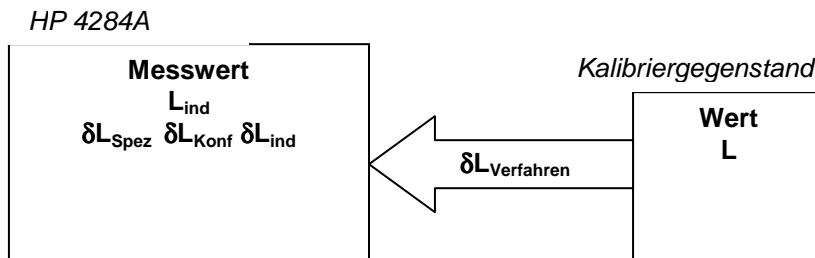 HP 4284A
Messwert
L_ind
δL_Spez δL_Konf δL_ind
δL_Verfahren
Kalibriergegenstand
Wert
L